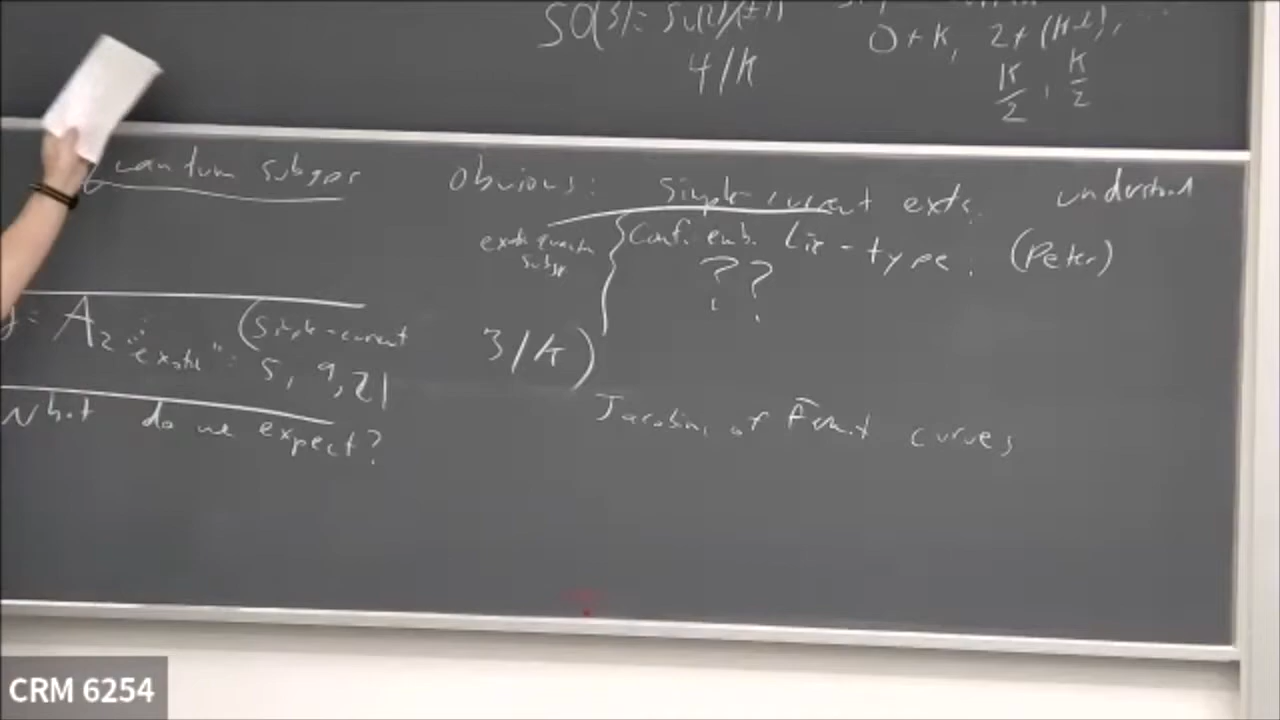 SO(3) = SU(2)/(±1)
4/K
0+K, 2+(K-2), ...
K/2, K/2
quantum subgps
Obvious: simple-current exts. understood
exotic quantum subgp { Conf. emb. Lie-type. (Peter)
? ?
= A2 "exotic": 5, 9, 21 (simple-current 3/K)
What do we expect?
Jacobians of Fermat curves
CRM 6254